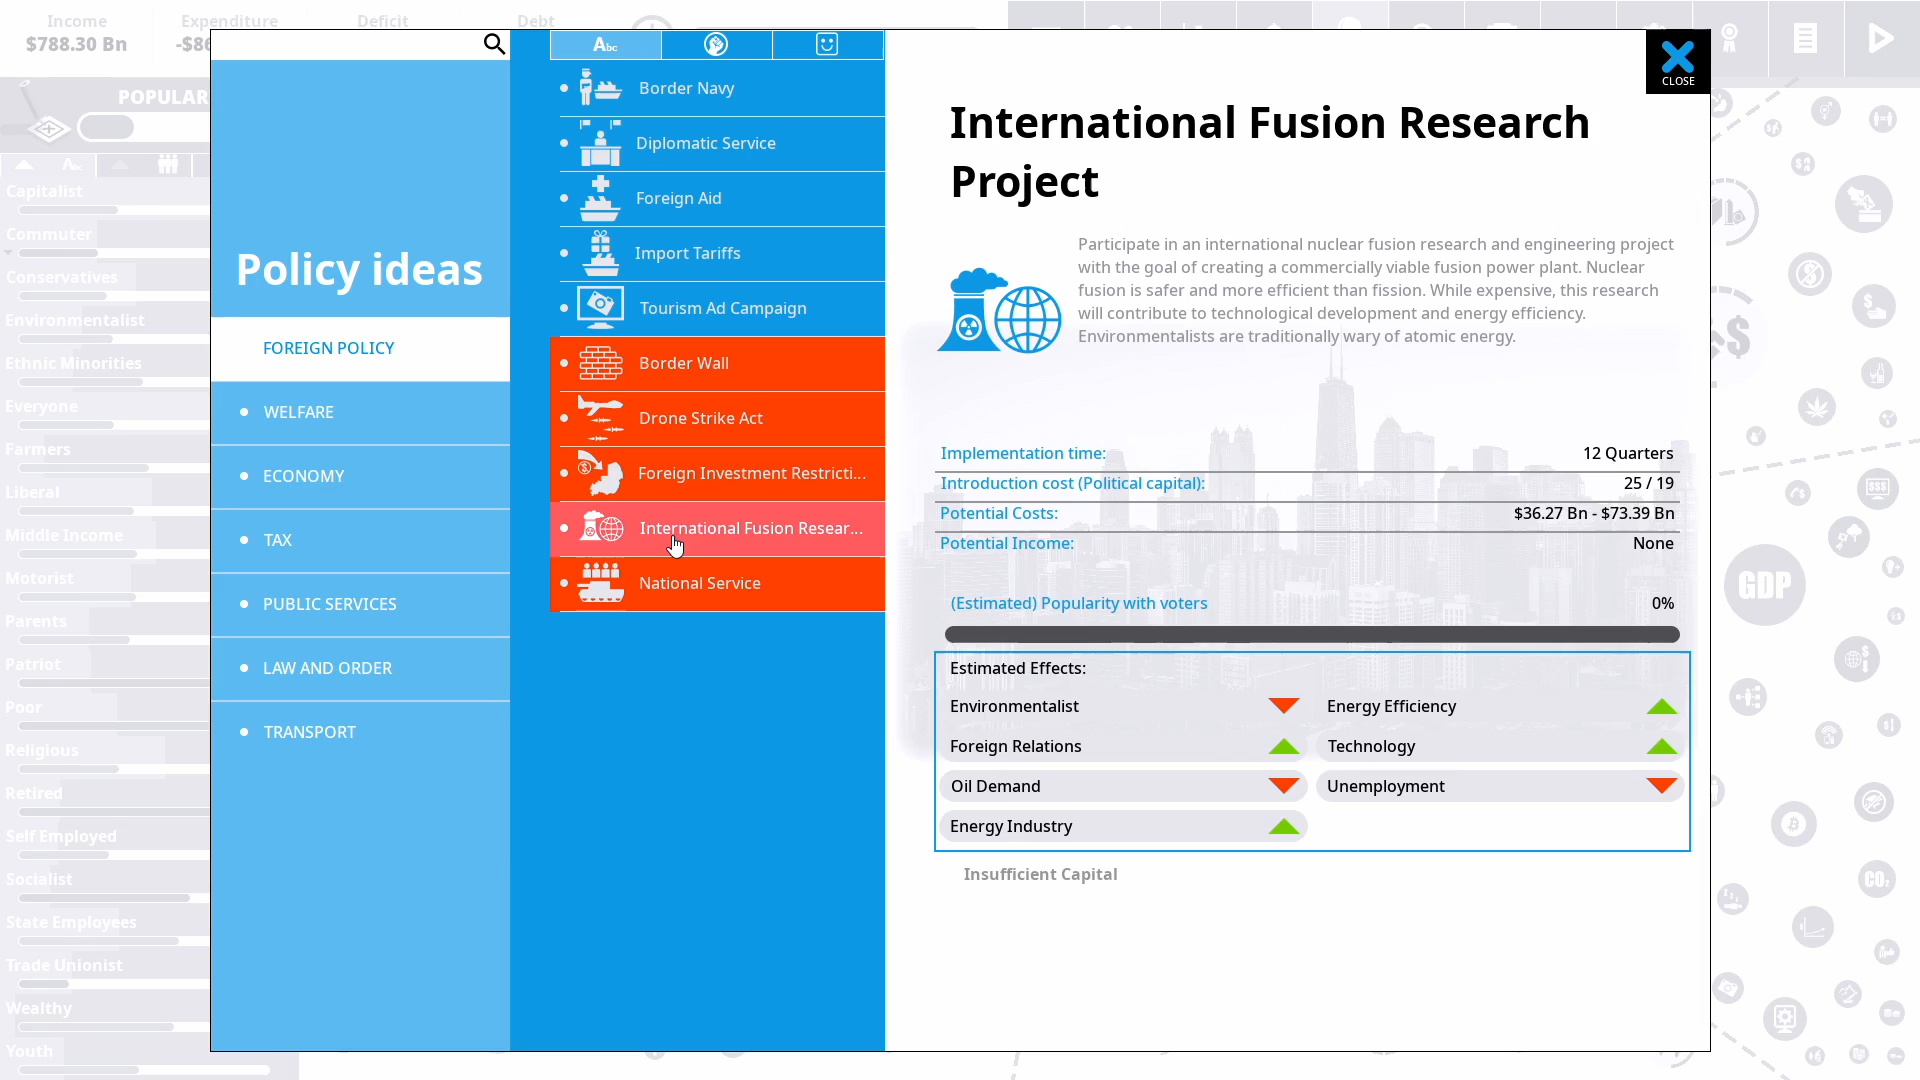 Income
Expenditure
Deficit
Debt
$788.30 Bn
-$86
POPULAR
Capitalist
Commuter
Conservatives
Environmentalist
Ethnic Minorities
Everyone
Farmers
Liberal
Middle Income
Motorist
Parents
Patriot
Poor
Religious
Retired
Self Employed
Socialist
State Employees
Trade Unionist
Wealthy
Youth
Policy ideas
FOREIGN POLICY
WELFARE
ECONOMY
TAX
PUBLIC SERVICES
LAW AND ORDER
TRANSPORT
Abc
Border Navy
Diplomatic Service
Foreign Aid
Import Tariffs
Tourism Ad Campaign
Border Wall
Drone Strike Act
Foreign Investment Restricti...
International Fusion Resear...
National Service
CLOSE
International Fusion Research
Project
Participate in an international nuclear fusion research and engineering project
with the goal of creating a commercially viable fusion power plant. Nuclear
fusion is safer and more efficient than fission. While expensive, this research
will contribute to technological development and energy efficiency.
Environmentalists are traditionally wary of atomic energy.
Implementation time: 12 Quarters
Introduction cost (Political capital): 25 / 19
Potential Costs: $36.27 Bn - $73.39 Bn
Potential Income: None
(Estimated) Popularity with voters 0%
Estimated Effects:
Environmentalist
Energy Efficiency
Foreign Relations
Technology
Oil Demand
Unemployment
Energy Industry
Insufficient Capital
GDP
CO₂